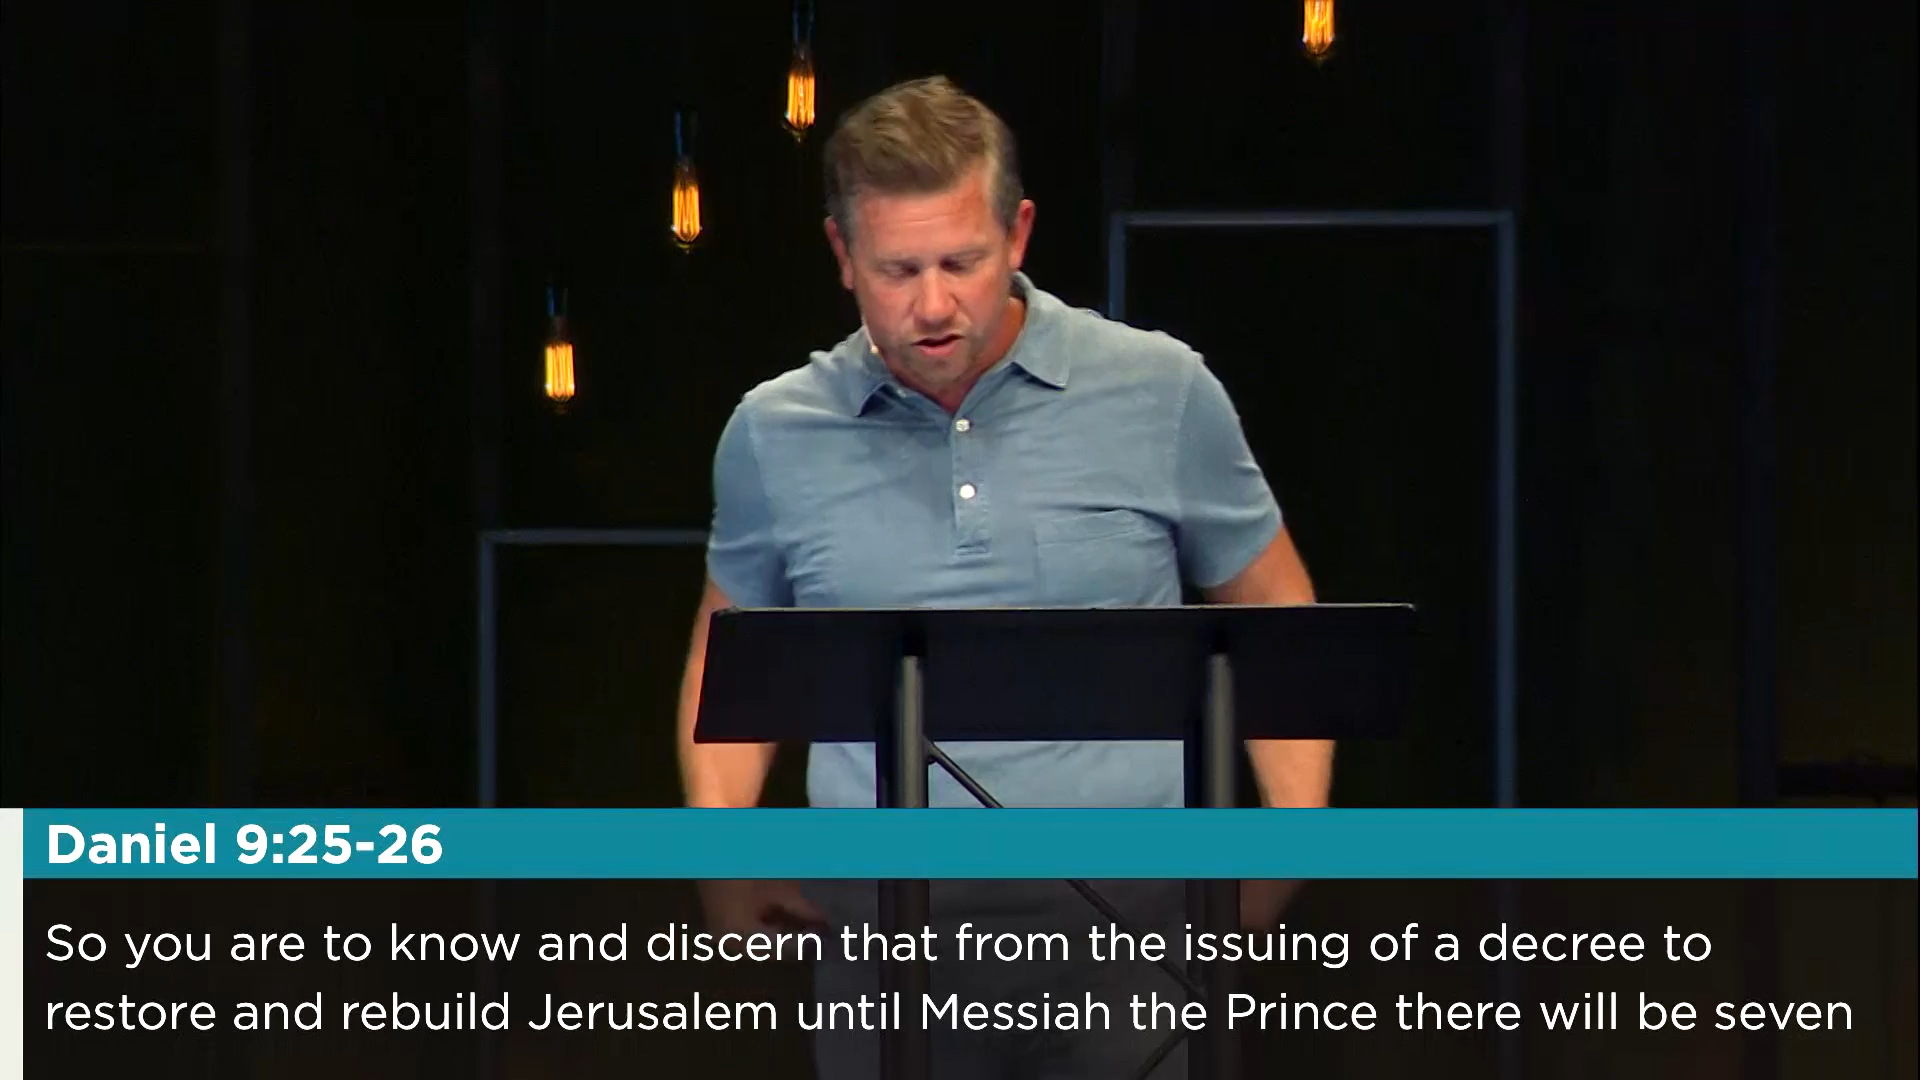 Daniel 9:25-26
So you are to know and discern that from the issuing of a decree to
restore and rebuild Jerusalem until Messiah the Prince there will be seven